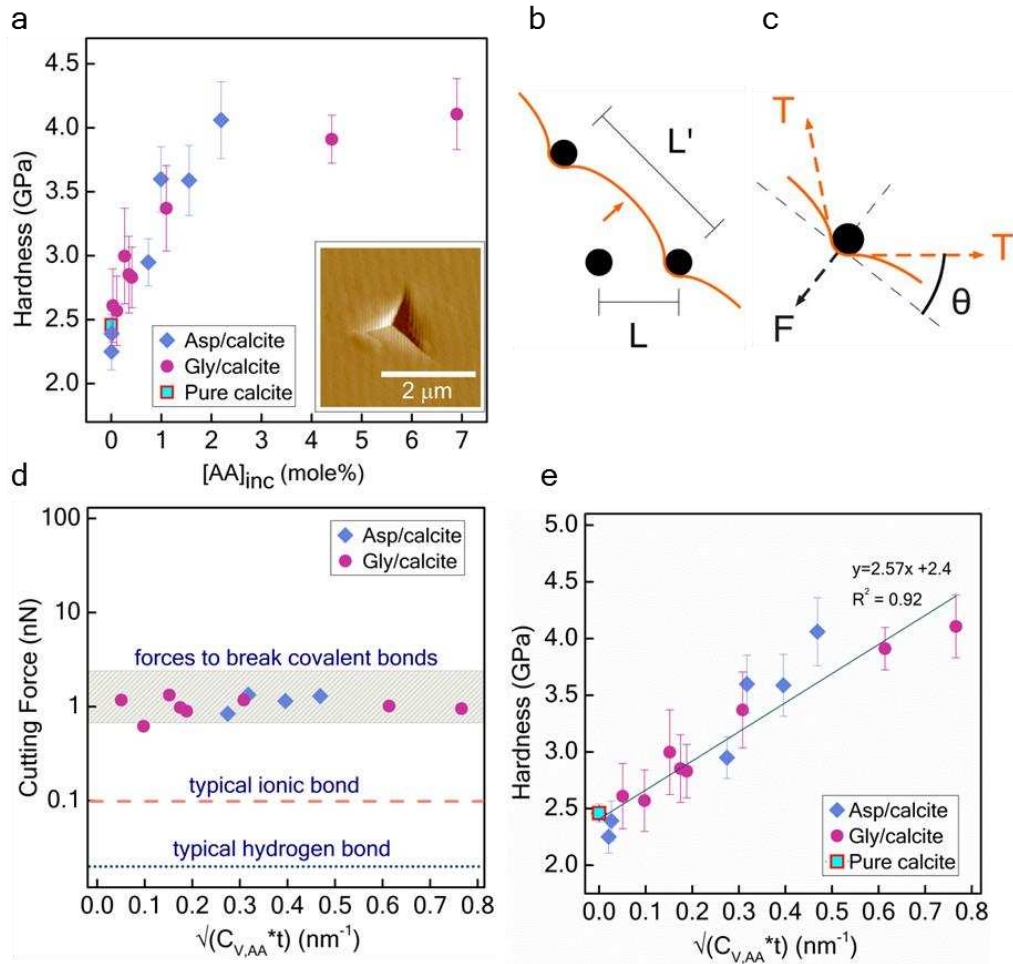 a
Hardness (GPa)
4.5
4.0
3.5
3.0
2.5
2.0
Asp/calcite
Gly/calcite
Pure calcite
2 μm
0 1 2 3 4 5 6 7
[AA]inc (mole%)
b
L'
L
c
T
T
θ
F
d
Cutting Force (nN)
100
10
1
0.1
Asp/calcite
Gly/calcite
forces to break covalent bonds
typical ionic bond
typical hydrogen bond
0.0 0.1 0.2 0.3 0.4 0.5 0.6 0.7 0.8
√(CV,AA*t) (nm-1)
e
Hardness (GPa)
5.0
4.5
4.0
3.5
3.0
2.5
2.0
y=2.57x +2.4
R2 = 0.92
Asp/calcite
Gly/calcite
Pure calcite
0.0 0.1 0.2 0.3 0.4 0.5 0.6 0.7 0.8
√(CV,AA*t) (nm-1)